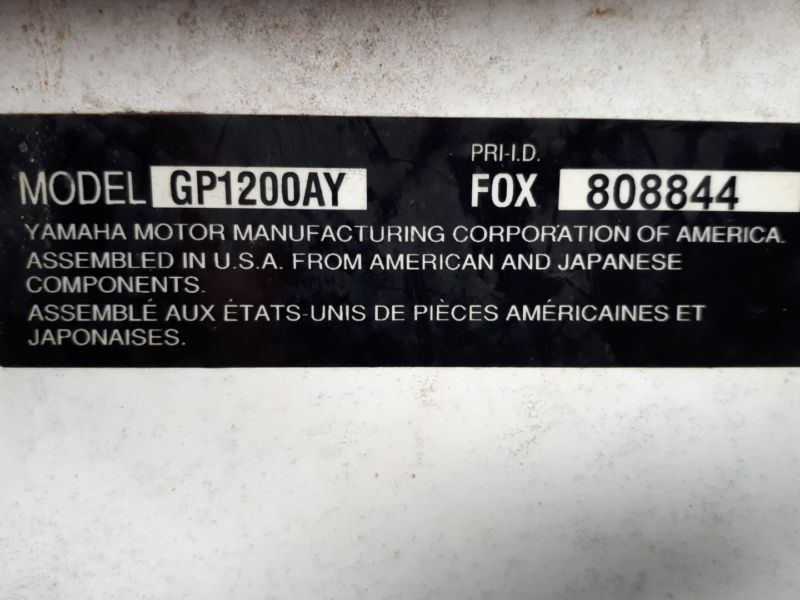 PRI-I.D.
MODEL GP1200AY FOX 808844
YAMAHA MOTOR MANUFACTURING CORPORATION OF AMERICA.
ASSEMBLED IN U.S.A. FROM AMERICAN AND JAPANESE
COMPONENTS.
ASSEMBLÉ AUX ÉTATS-UNIS DE PIÈCES AMÉRICAINES ET
JAPONAISES.